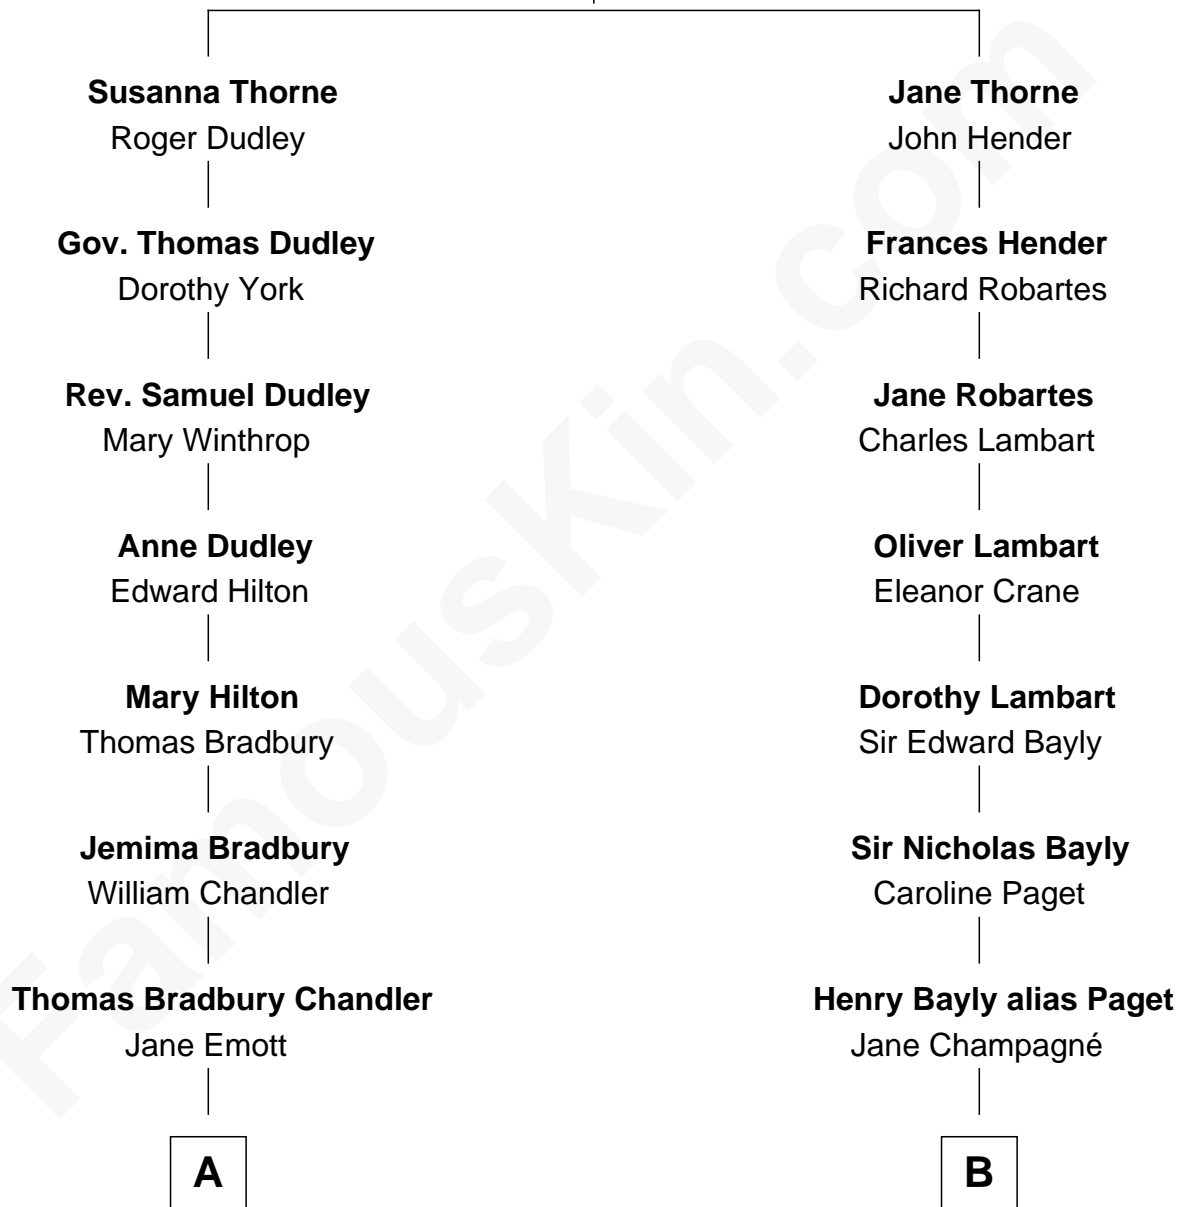 Susanna Thorne
Roger Dudley
Gov. Thomas Dudley
Dorothy York
Rev. Samuel Dudley
Mary Winthrop
Anne Dudley
Edward Hilton
Mary Hilton
Thomas Bradbury
Jemima Bradbury
William Chandler
Thomas Bradbury Chandler
Jane Emott
A
Jane Thorne
John Hender
Frances Hender
Richard Robartes
Jane Robartes
Charles Lambart
Oliver Lambart
Eleanor Crane
Dorothy Lambart
Sir Edward Bayly
Sir Nicholas Bayly
Caroline Paget
Henry Bayly alias Paget
Jane Champagné
B
FamousKin.com